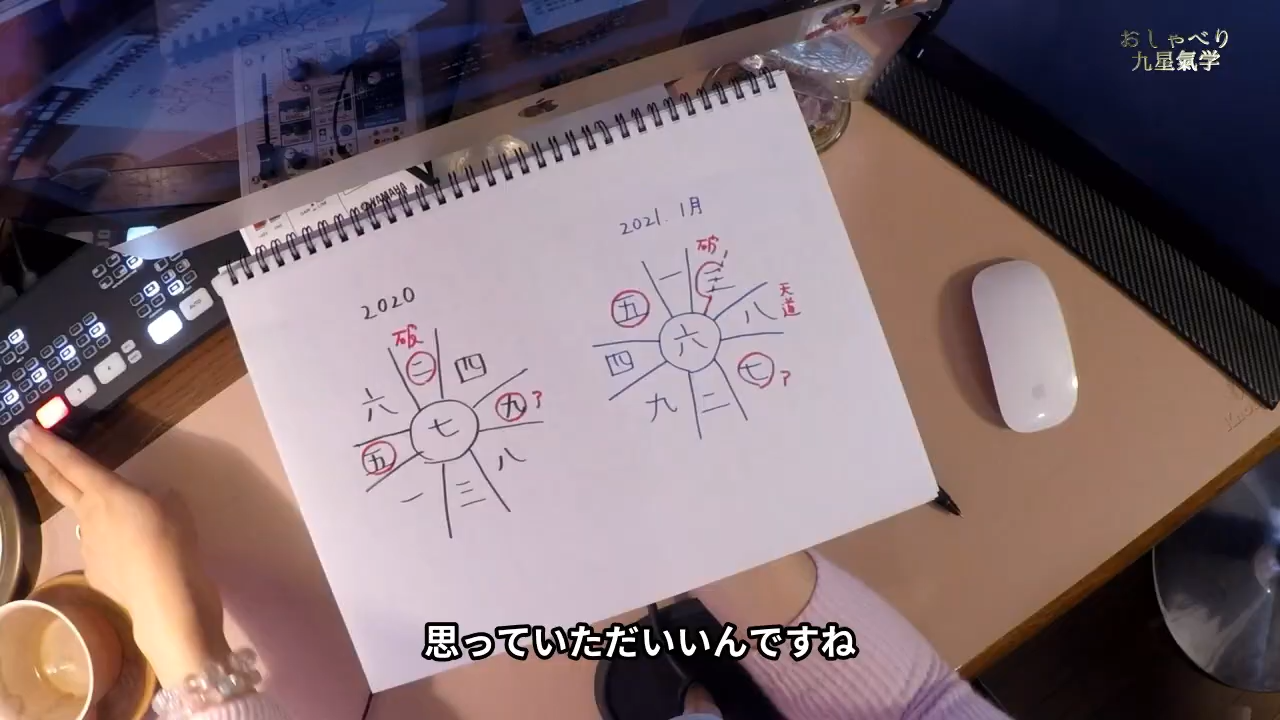 おしゃべり
九星氣学
YAMAHA
2020
破
二
四
六
九?
七
五
八
一
三
2021.1月
破
一
三
五
八
天道
六
四
七?
九
二
AUTO
思っていただいいんですね